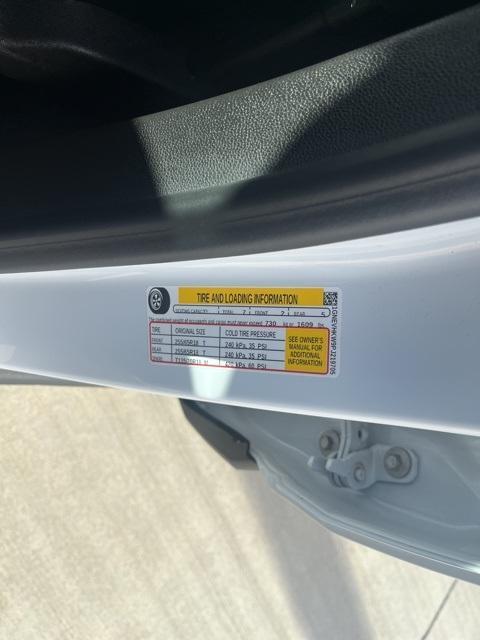 TIRE AND LOADING INFORMATION
SEATING CAPACITY TOTAL 7 FRONT 2 REAR 5
The combined weight of occupants and cargo must never exceed 730 kg or 1609 lbs
TIRE ORIGINAL SIZE COLD TIRE PRESSURE
FRONT 255/65R18 T 240 kPa, 35 PSI
REAR 255/65R18 T 240 kPa, 35 PSI
SPARE 420 kPa, 60 PSI
SEE OWNER'S
MANUAL FOR
ADDITIONAL
INFORMATION